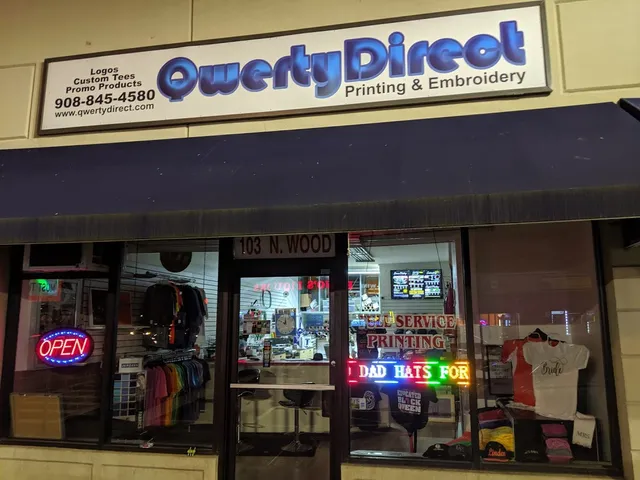 Logos
Custom Tees
Promo Products
908-845-4580
www.qwertydirect.com
QwertyDirect
Printing & Embroidery
103 N. WOOD
OPEN
SERVICE
PRINTING
DAD HATS FOR
Bride